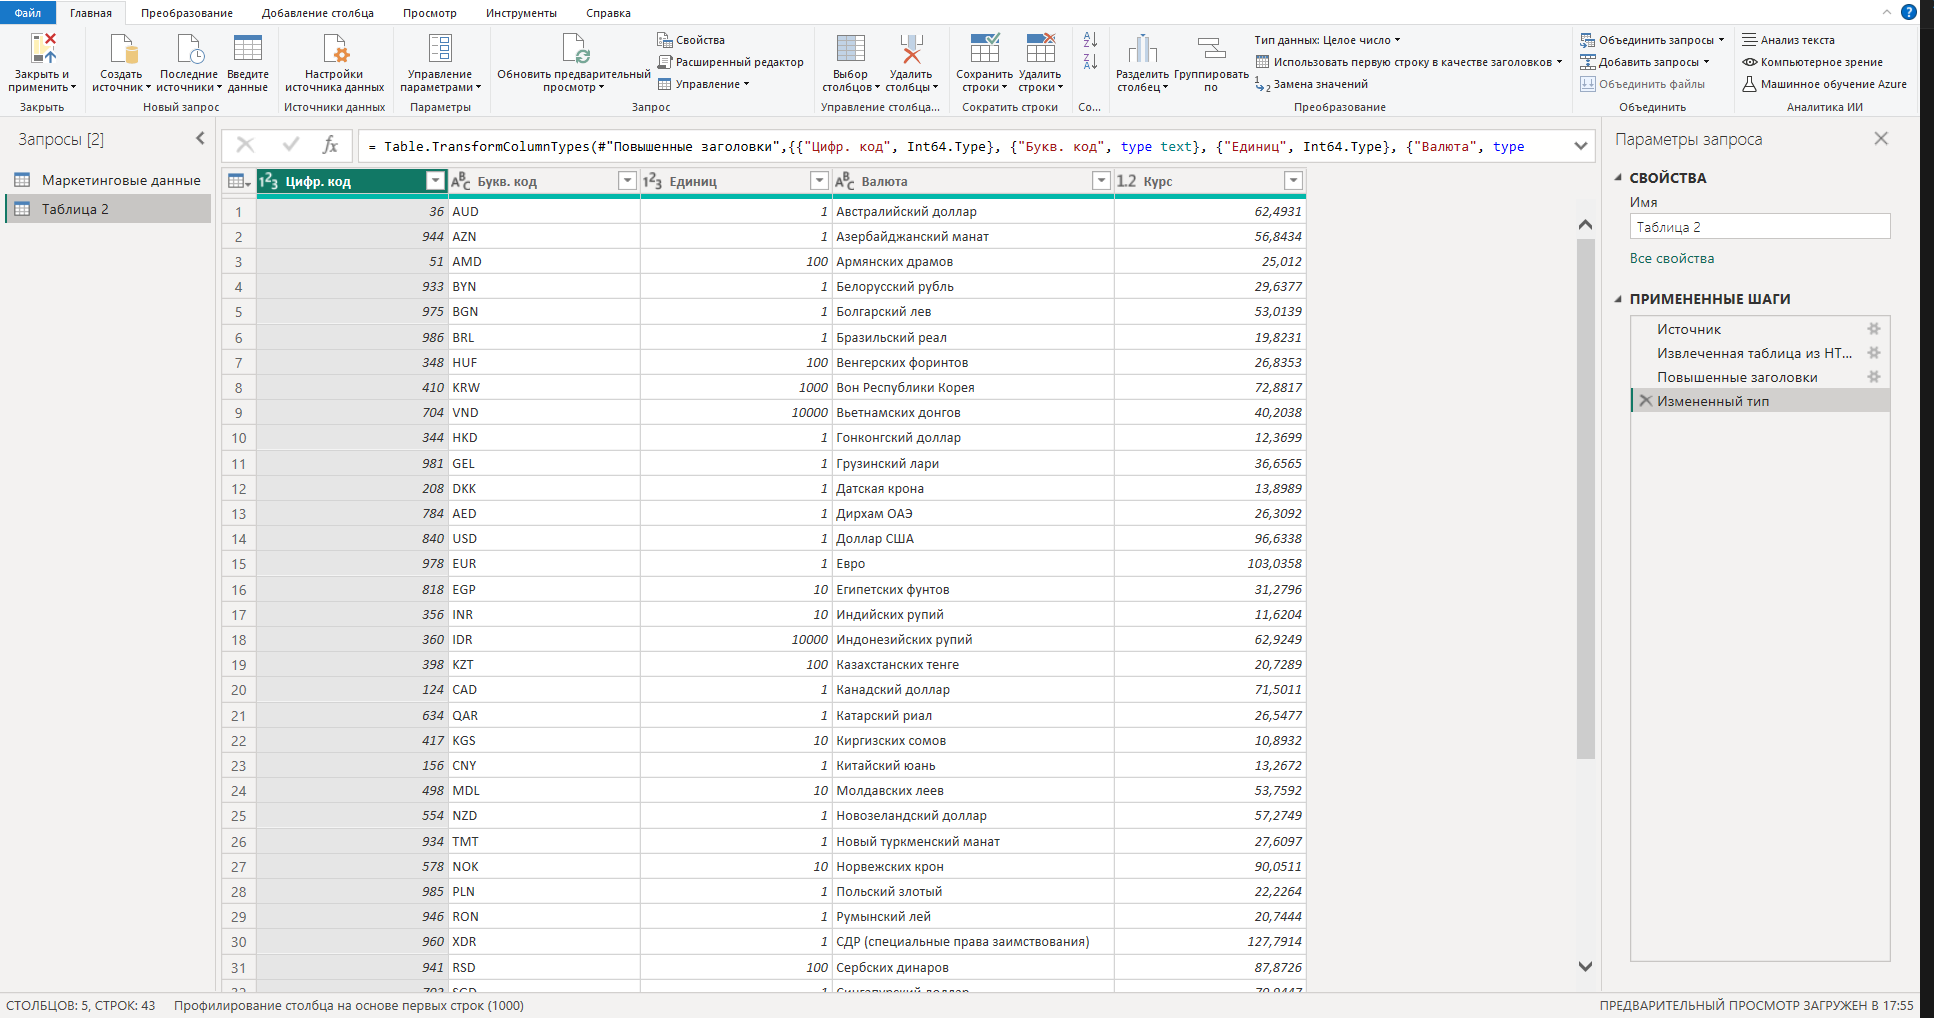 Файл Главная Преобразование Добавление столбца Просмотр Инструменты Справка
Закрыть и применить
Закрыть
Создать источник
Последние источники
Введите данные
Новый запрос
Настройки источника данных
Источники данных
Управление параметрами
Параметры
Обновить предварительный просмотр
Свойства
Расширенный редактор
Управление
Запрос
Выбор столбцов
Удалить столбцы
Управление столбца...
Сохранить строки
Удалить строки
Сократить строки
Со...
Разделить столбец
Группировать по
Тип данных: Целое число
Использовать первую строку в качестве заголовков
Замена значений
Преобразование
Объединить запросы
Добавить запросы
Объединить файлы
Объединить
Анализ текста
Компьютерное зрение
Машинное обучение Azure
Аналитика ИИ
Запросы [2]
Маркетинговые данные
Таблица 2
fx
= Table.TransformColumnTypes(#"Повышенные заголовки",{{"Цифр. код", Int64.Type}, {"Букв. код", type text}, {"Единиц", Int64.Type}, {"Валюта", type
123 Цифр. код ABC Букв. код 123 Единиц ABC Валюта 1.2 Курс
1 36 AUD 1 Австралийский доллар 62,4931
2 944 AZN 1 Азербайджанский манат 56,8434
3 51 AMD 100 Армянских драмов 25,012
4 933 BYN 1 Белорусский рубль 29,6377
5 975 BGN 1 Болгарский лев 53,0139
6 986 BRL 1 Бразильский реал 19,8231
7 348 HUF 100 Венгерских форинтов 26,8353
8 410 KRW 1000 Вон Республики Корея 72,8817
9 704 VND 10000 Вьетнамских донгов 40,2038
10 344 HKD 1 Гонконгский доллар 12,3699
11 981 GEL 1 Грузинский лари 36,6565
12 208 DKK 1 Датская крона 13,8989
13 784 AED 1 Дирхам ОАЭ 26,3092
14 840 USD 1 Доллар США 96,6338
15 978 EUR 1 Евро 103,0358
16 818 EGP 10 Египетских фунтов 31,2796
17 356 INR 10 Индийских рупий 11,6204
18 360 IDR 10000 Индонезийских рупий 62,9249
19 398 KZT 100 Казахстанских тенге 20,7289
20 124 CAD 1 Канадский доллар 71,5011
21 634 QAR 1 Катарский риал 26,5477
22 417 KGS 10 Киргизских сомов 10,8932
23 156 CNY 1 Китайский юань 13,2672
24 498 MDL 10 Молдавских леев 53,7592
25 554 NZD 1 Новозеландский доллар 57,2749
26 934 TMT 1 Новый туркменский манат 27,6097
27 578 NOK 10 Норвежских крон 90,0511
28 985 PLN 1 Польский злотый 22,2264
29 946 RON 1 Румынский лей 20,7444
30 960 XDR 1 СДР (специальные права заимствования) 127,7914
31 941 RSD 100 Сербских динаров 87,8726
Параметры запроса
СВОЙСТВА
Имя
Таблица 2
Все свойства
ПРИМЕНЕННЫЕ ШАГИ
Источник
Извлеченная таблица из HT...
Повышенные заголовки
Измененный тип
СТОЛБЦОВ: 5, СТРОК: 43 Профилирование столбца на основе первых строк (1000)
ПРЕДВАРИТЕЛЬНЫЙ ПРОСМОТР ЗАГРУЖЕН В 17:55